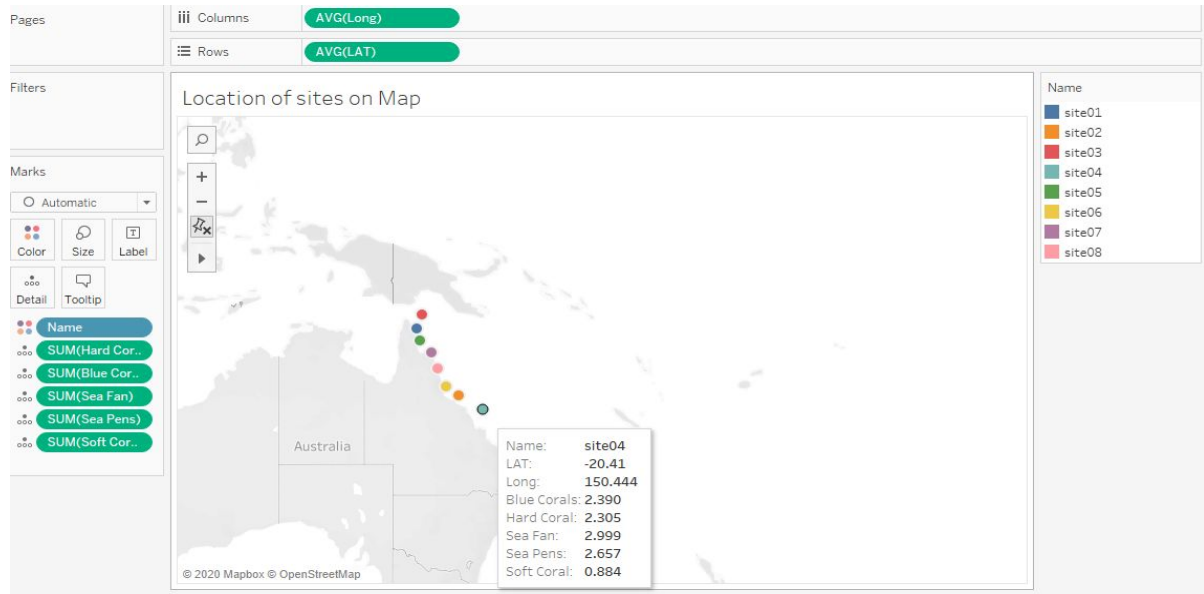 Pages
iii Columns
AVG(Long)
Rows
AVG(LAT)
Filters
Marks
Automatic
Color
Size
Label
Detail
Tooltip
Name
SUM(Hard Cor..
SUM(Blue Cor..
SUM(Sea Fan)
SUM(Sea Pens)
SUM(Soft Cor..
Location of sites on Map
Australia
Name: site04
LAT: -20.41
Long: 150.444
Blue Corals: 2.390
Hard Coral: 2.305
Sea Fan: 2.999
Sea Pens: 2.657
Soft Coral: 0.884
© 2020 Mapbox © OpenStreetMap
Name
site01
site02
site03
site04
site05
site06
site07
site08